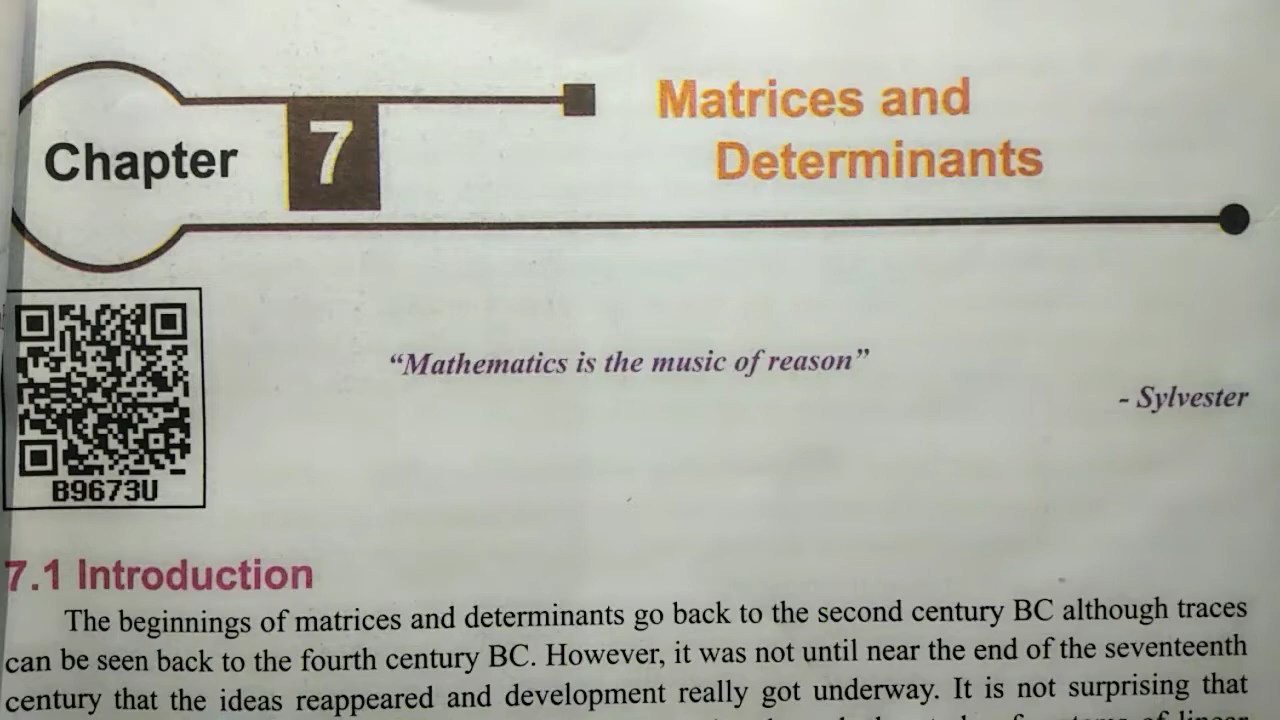 Chapter 7
Matrices and
Determinants
“Mathematics is the music of reason”
- Sylvester
B9673U
7.1 Introduction
The beginnings of matrices and determinants go back to the second century BC although traces
can be seen back to the fourth century BC. However, it was not until near the end of the seventeenth
century that the ideas reappeared and development really got underway. It is not surprising that
of linear